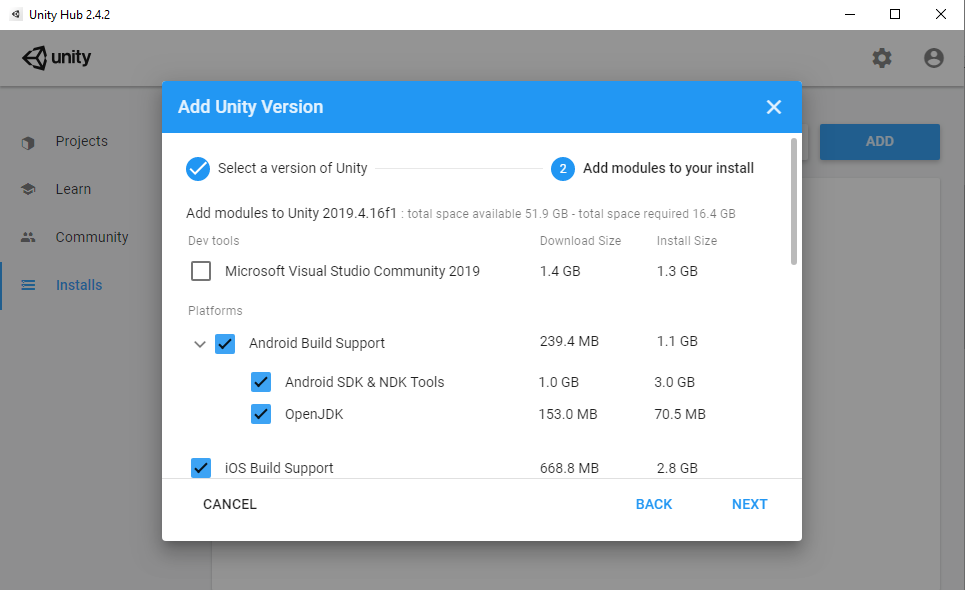 Unity Hub 2.4.2
unity
Projects
Learn
Community
Installs
ADD
Add Unity Version
Select a version of Unity
2 Add modules to your install
Add modules to Unity 2019.4.16f1 : total space available 51.9 GB - total space required 16.4 GB
Dev tools Download Size Install Size
Microsoft Visual Studio Community 2019 1.4 GB 1.3 GB
Platforms
Android Build Support 239.4 MB 1.1 GB
Android SDK & NDK Tools 1.0 GB 3.0 GB
OpenJDK 153.0 MB 70.5 MB
iOS Build Support 668.8 MB 2.8 GB
CANCEL BACK NEXT